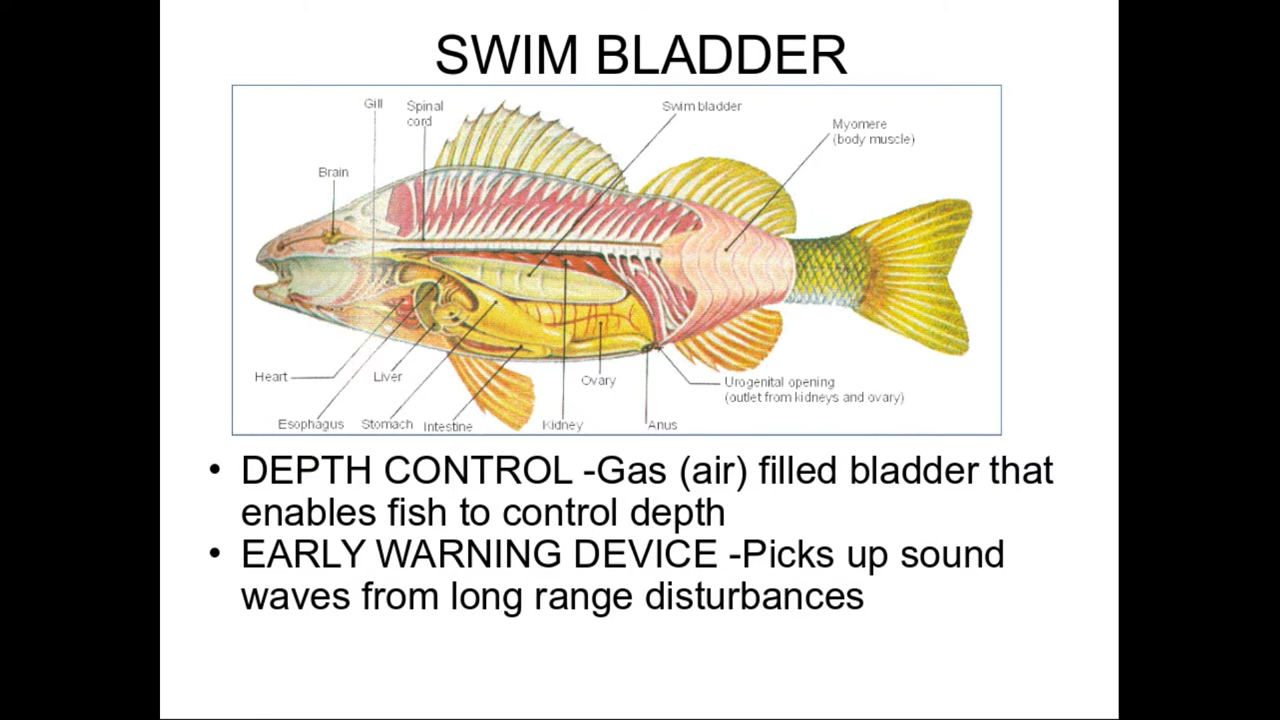 SWIM BLADDER
Gill
Spinal
cord
Swim bladder
Myomere
(body muscle)
Brain
Heart
Liver
Ovary
Urogenital opening
(outlet from kidneys and ovary)
Esophagus
Stomach
Intestine
Kidney
Anus
• DEPTH CONTROL -Gas (air) filled bladder that
enables fish to control depth
• EARLY WARNING DEVICE -Picks up sound
waves from long range disturbances